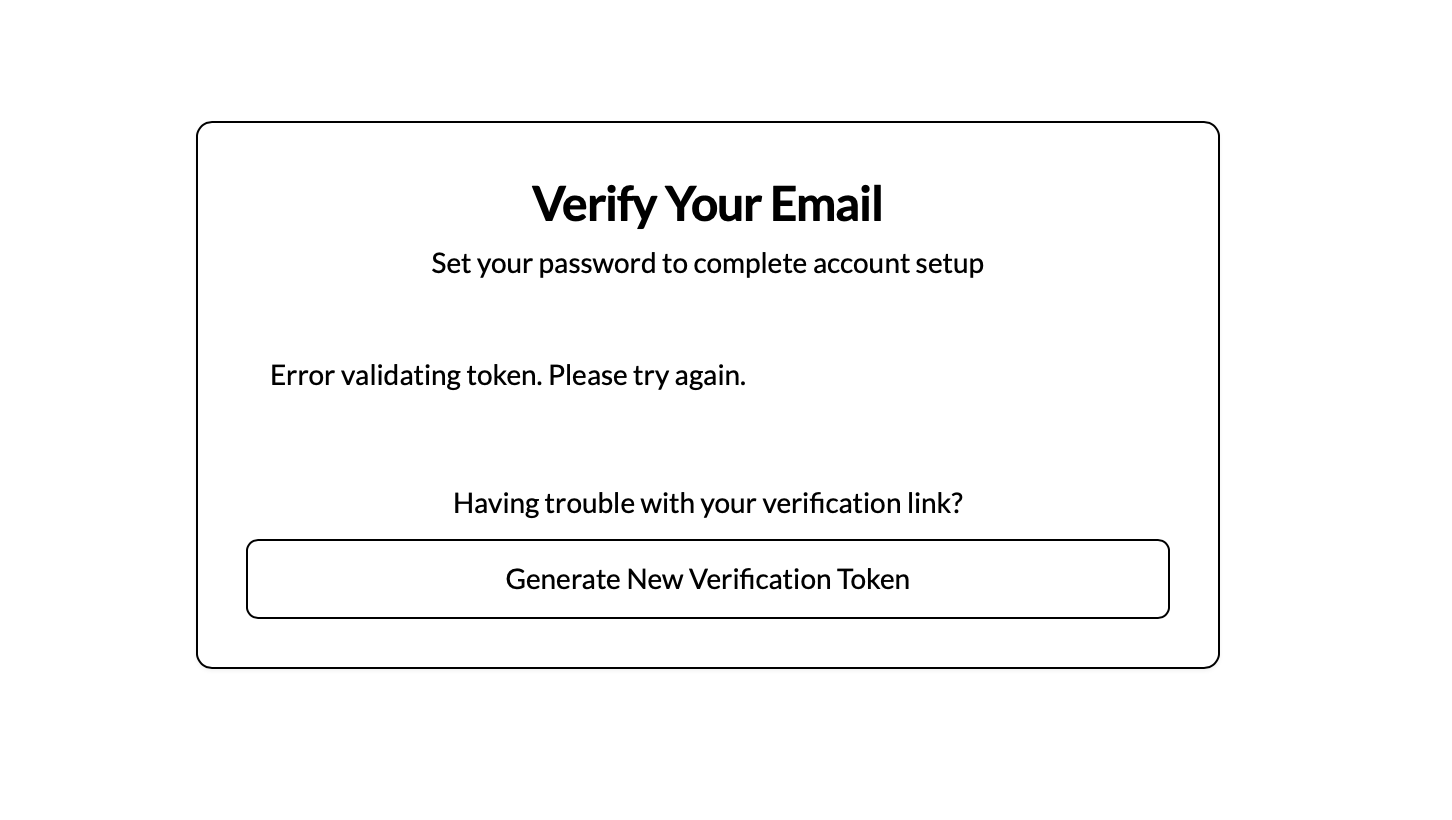 Verify Your Email
Set your password to complete account setup
Error validating token. Please try again.
Having trouble with your verification link?
Generate New Verification Token